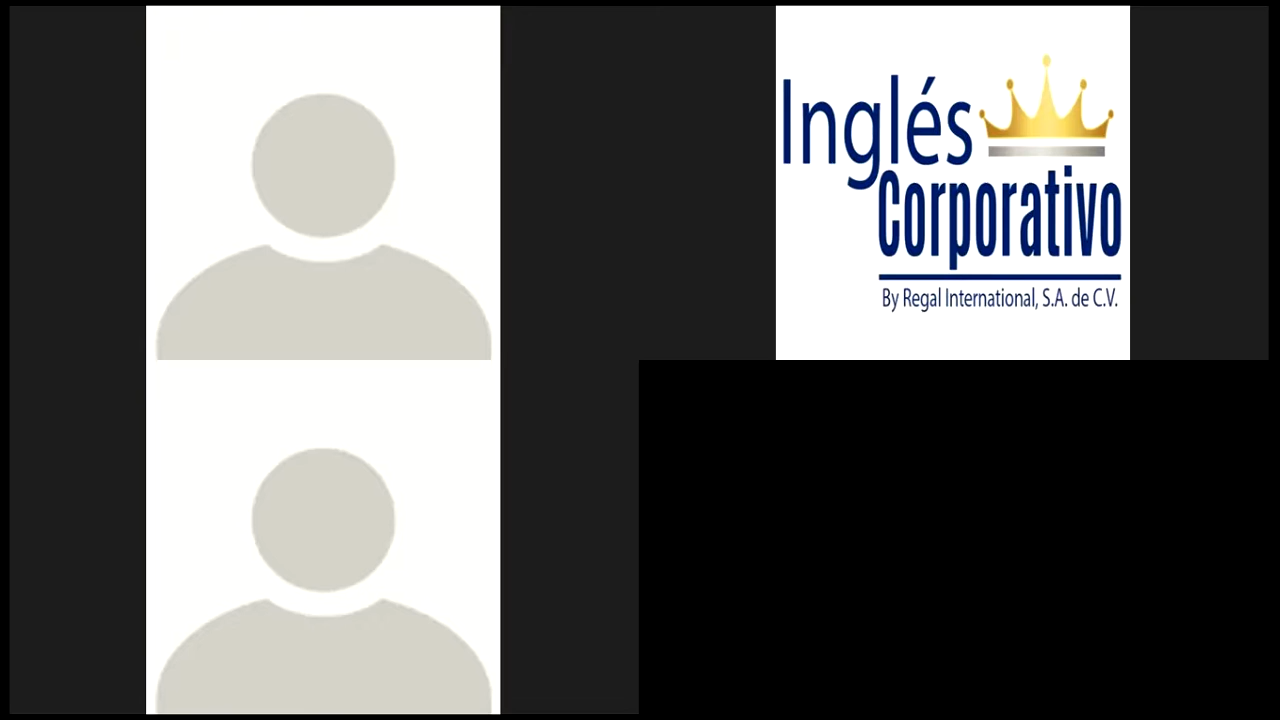 Inglés
Corporativo
By Regal International, S.A. de C.V.